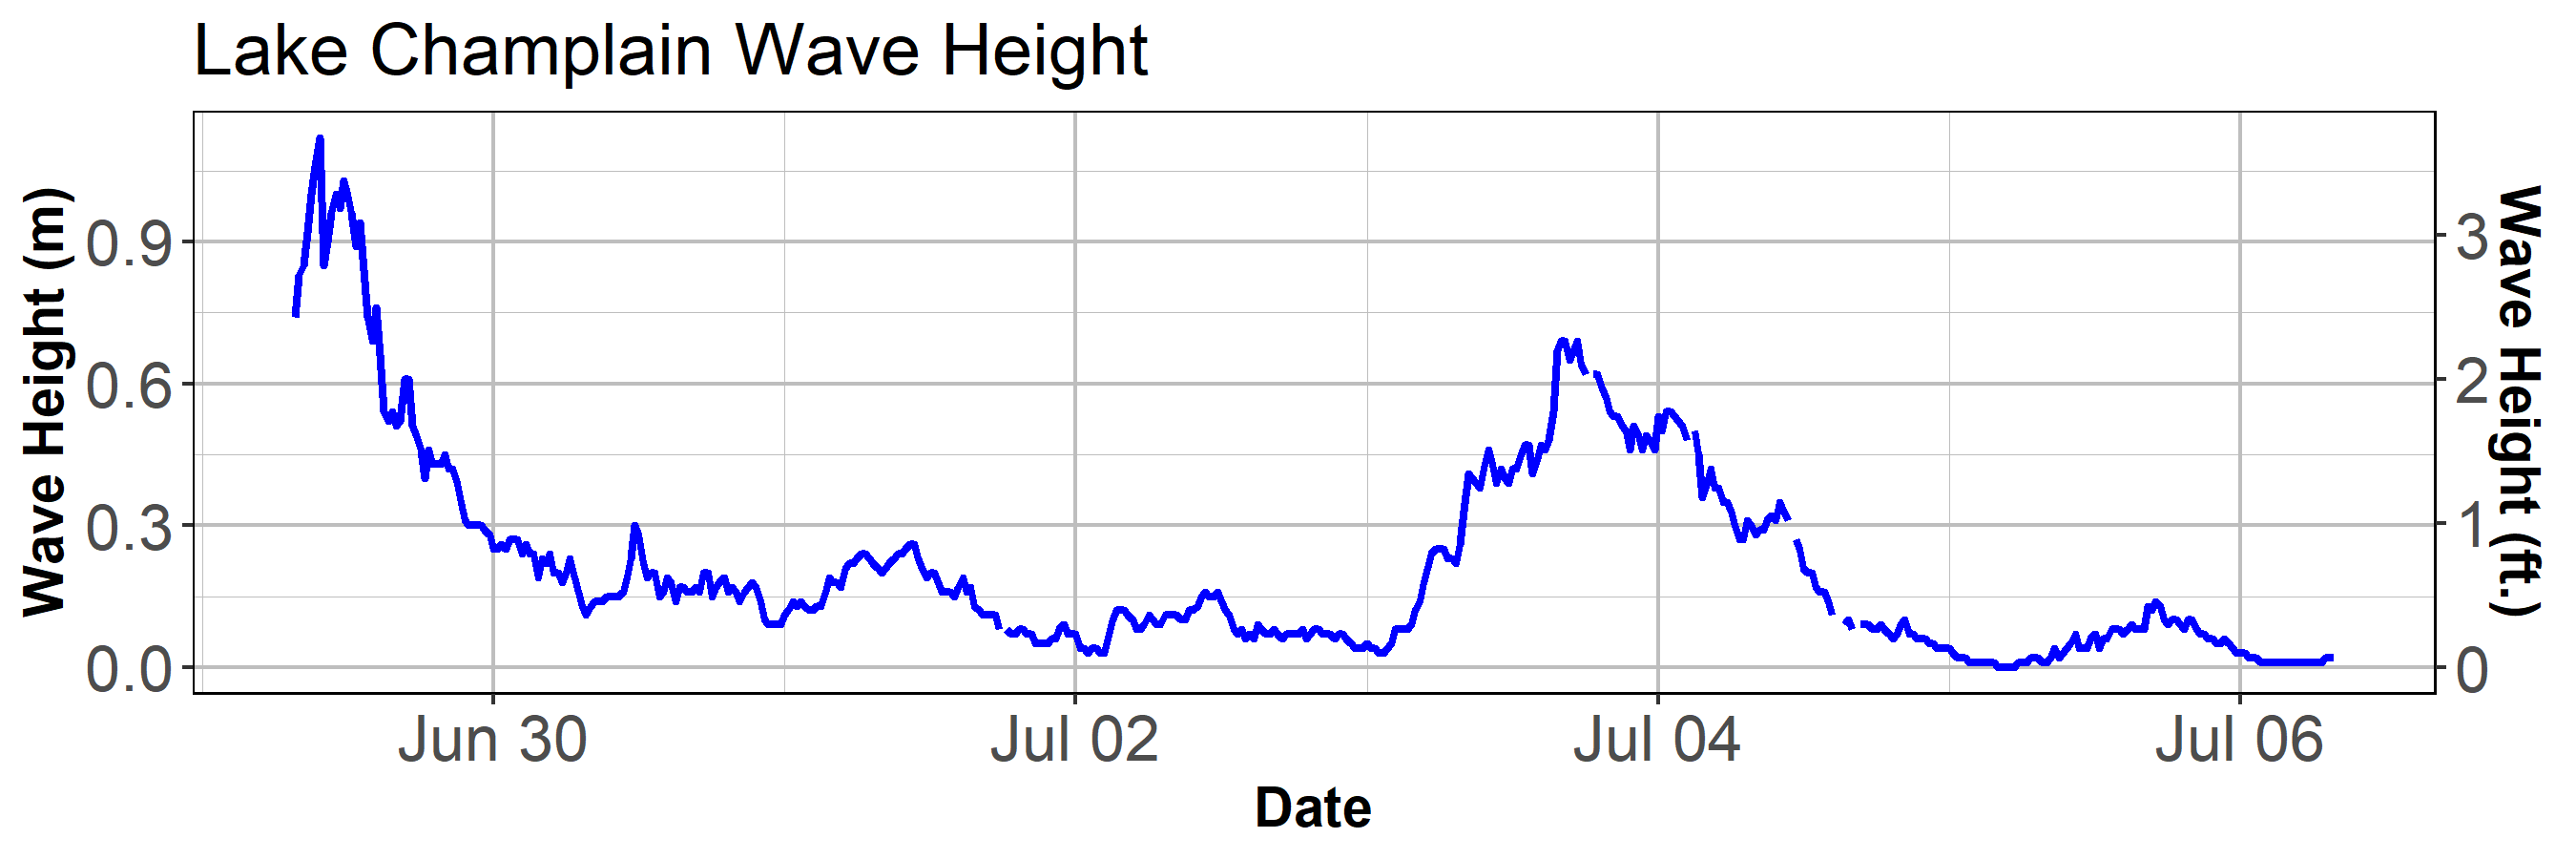 Lake Champlain Wave Height
Wave Height (m)
0.9
0.6
0.3
0.0
3
2
1
0
Wave Height (ft.)
Jun 30
Jul 02
Jul 04
Jul 06
Date